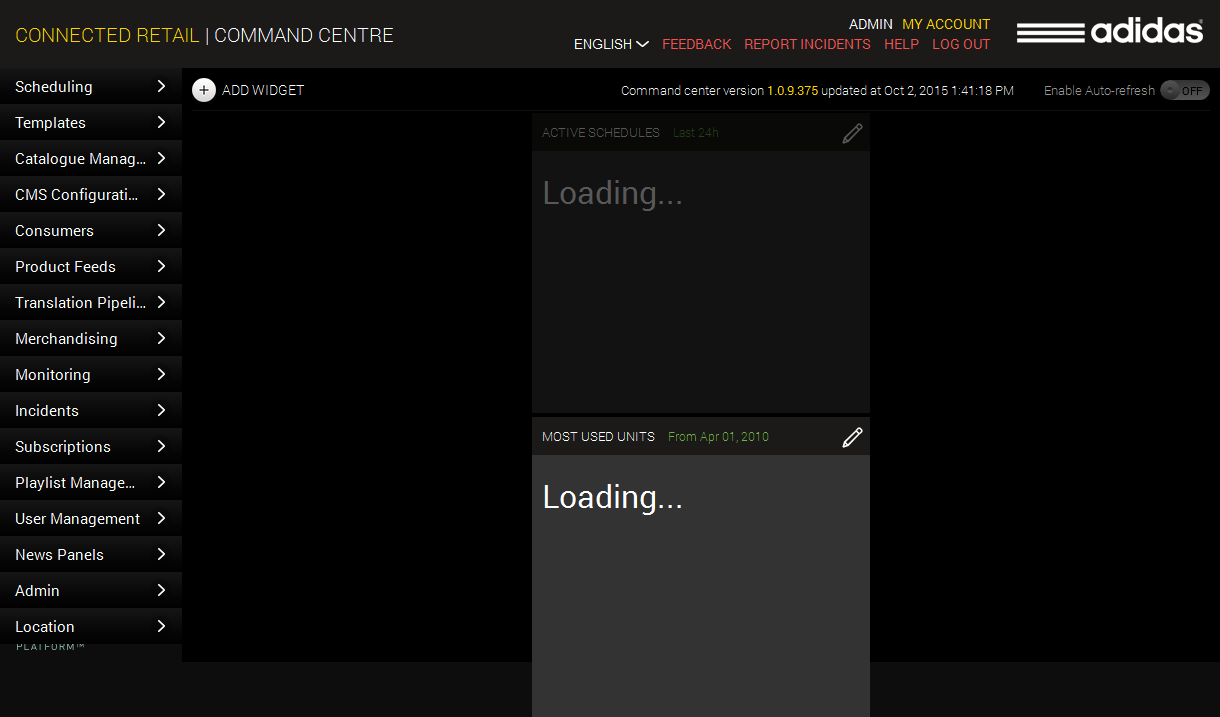 CONNECTED RETAIL | COMMAND CENTRE
ADMIN MY ACCOUNT
ENGLISH FEEDBACK REPORT INCIDENTS HELP LOG OUT
adidas
Scheduling
Templates
Catalogue Manag...
CMS Configurati...
Consumers
Product Feeds
Translation Pipeli...
Merchandising
Monitoring
Incidents
Subscriptions
Playlist Manage...
User Management
News Panels
Admin
Location
PLATFORM™
ADD WIDGET
Command center version 1.0.9.375 updated at Oct 2, 2015 1:41:18 PM
Enable Auto-refresh OFF
ACTIVE SCHEDULES Last 24h
Loading...
MOST USED UNITS From Apr 01, 2010
Loading...